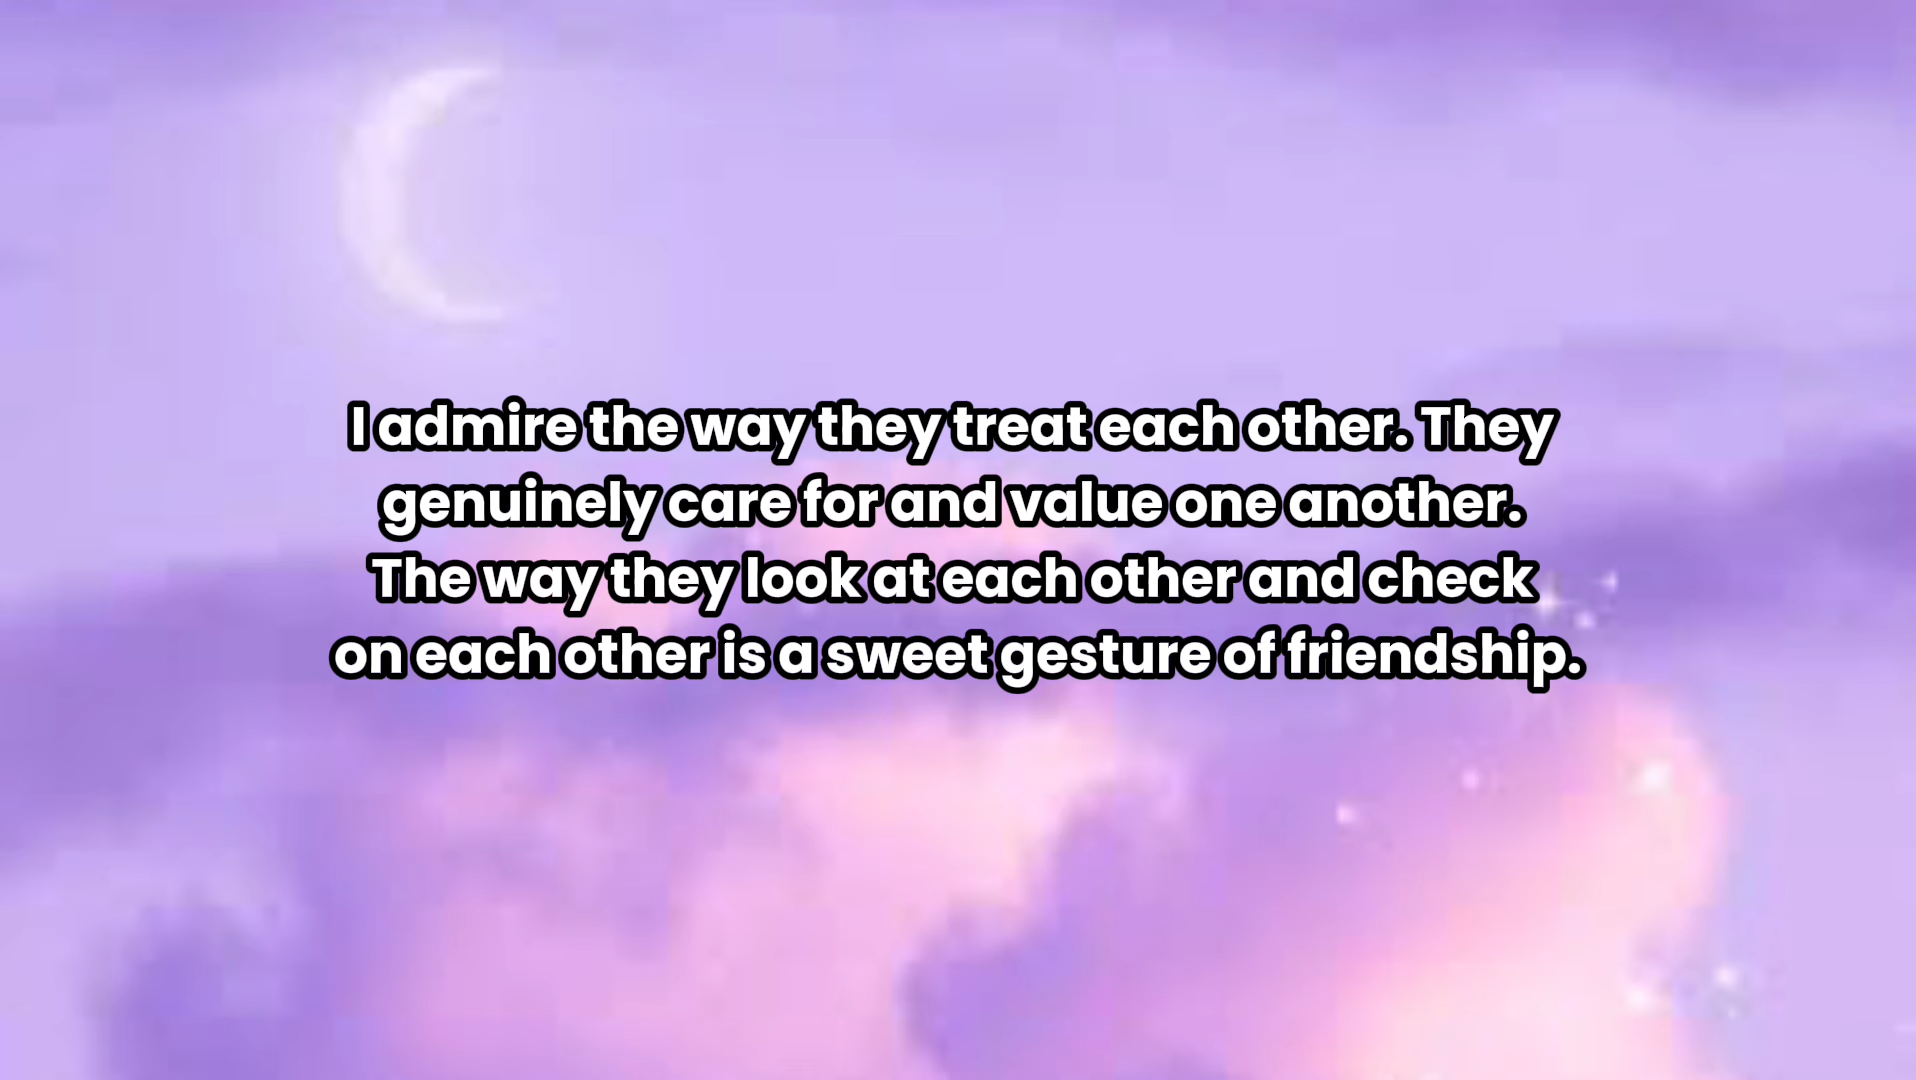 I admire the way they treat each other. They
genuinely care for and value one another.
The way they look at each other and check
on each other is a sweet gesture of friendship.